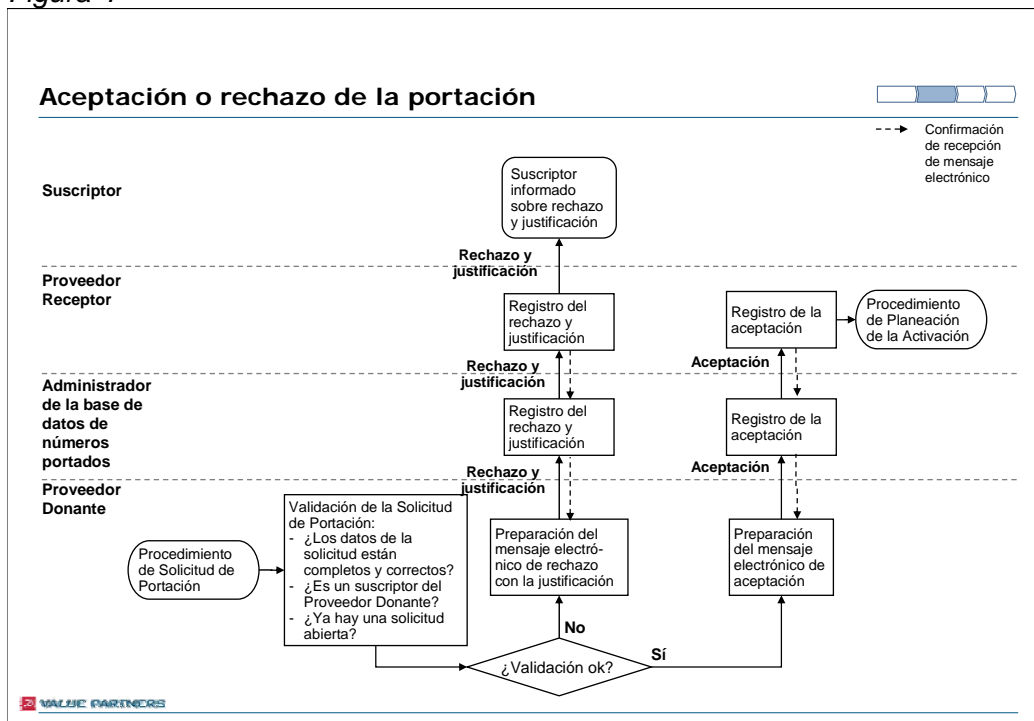 Aceptación o rechazo de la portación
Confirmación
de recepción
de mensaje
electrónico
Suscriptor
Suscriptor
informado
sobre rechazo
y justificación
Rechazo y
justificación
Proveedor
Receptor
Registro del
rechazo y
justificación
Registro de la
aceptación
Procedimiento
de Planeación
de la Activación
Rechazo y
justificación
Aceptación
Administrador
de la base de
datos de
números
portados
Registro del
rechazo y
justificación
Registro de la
aceptación
Rechazo y
justificación
Aceptación
Proveedor
Donante
Procedimiento
de Solicitud de
Portación
Validación de la Solicitud
de Portación:
- ¿Los datos de la
solicitud están
completos y correctos?
- ¿Es un suscriptor del
Proveedor Donante?
- ¿Ya hay una solicitud
abierta?
Preparación del
mensaje electró-
nico de rechazo
con la justificación
Preparación
del mensaje
electrónico de
aceptación
No
Sí
¿Validación ok?
VALUE PARTNERS